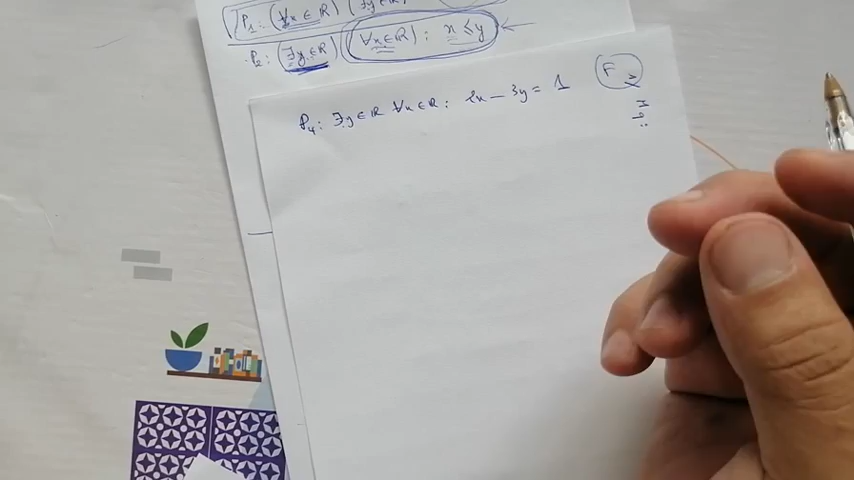 P₁: (∀x∈ℝ) (∃y∈ℝ)
P₂: (∃y∈ℝ) (∀x∈ℝ): x ≤ y
P₄: ∃y∈ℝ ∀x∈ℝ: 2x − 3y = 1 F